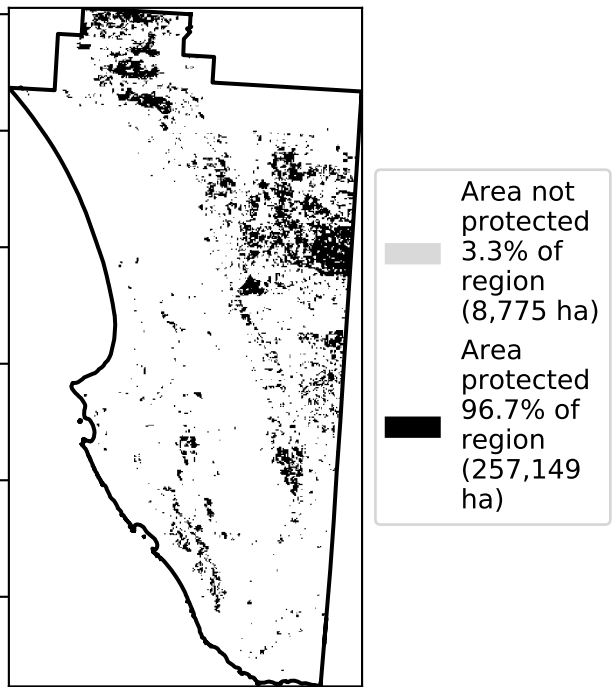 Area not
protected
3.3% of
region
(8,775 ha)
Area
protected
96.7% of
region
(257,149
ha)